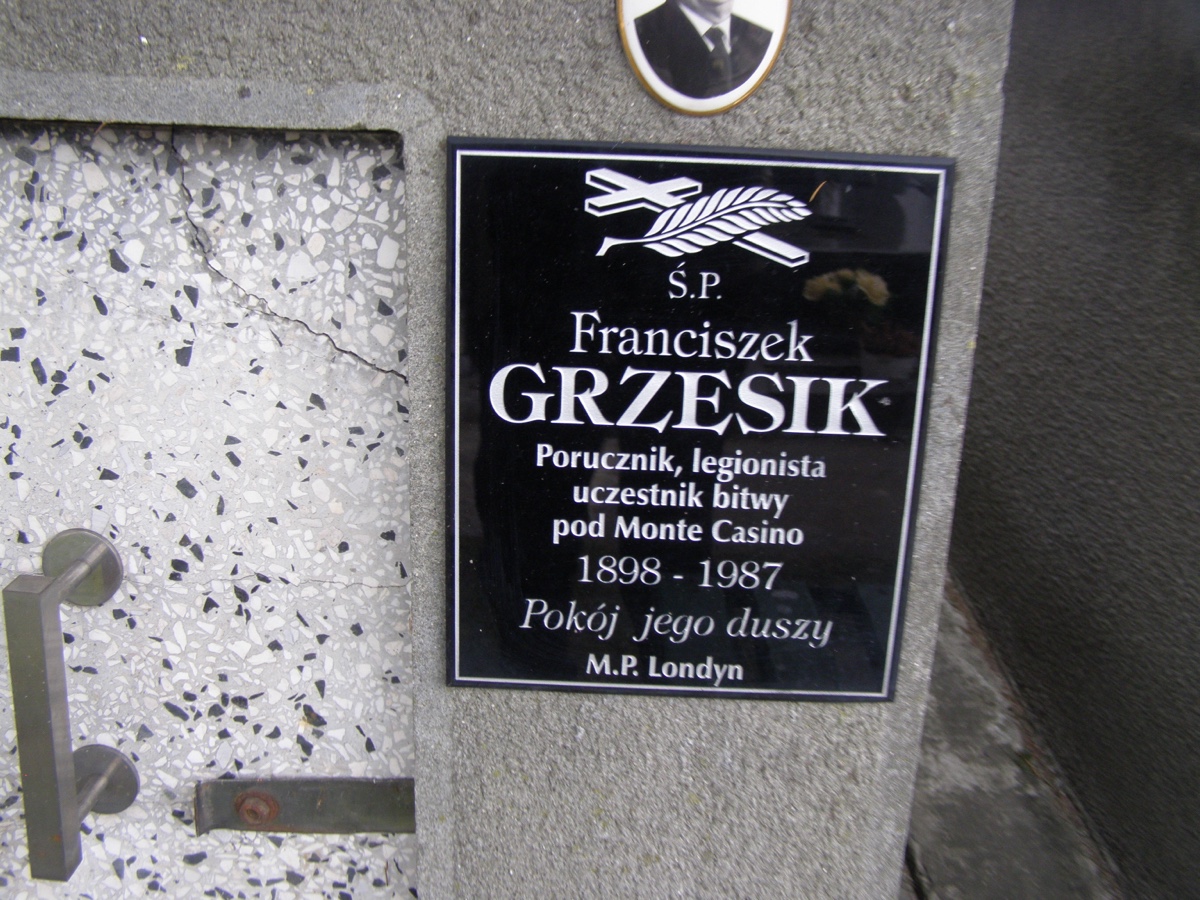 Ś.P.
Franciszek
GRZESIK
Porucznik, legionista
uczestnik bitwy
pod Monte Casino
1898 - 1987
Pokój jego duszy
M.P. Londyn